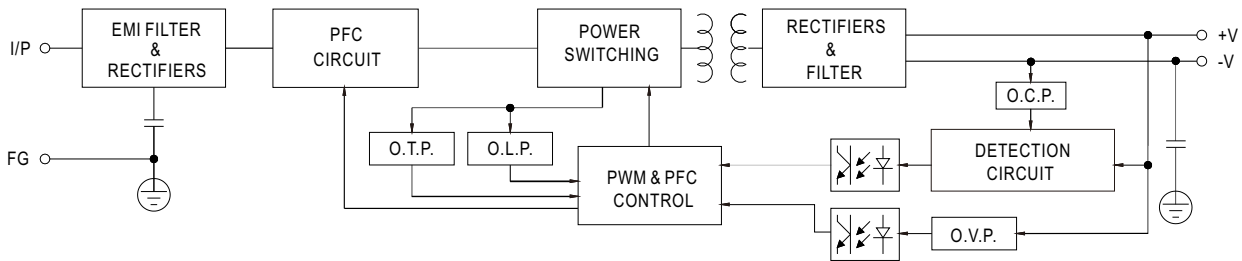 I/P
EMI FILTER
&
RECTIFIERS
PFC
CIRCUIT
POWER
SWITCHING
RECTIFIERS
&
FILTER
+V
-V
O.C.P.
FG
O.T.P.
O.L.P.
PWM & PFC
CONTROL
DETECTION
CIRCUIT
O.V.P.